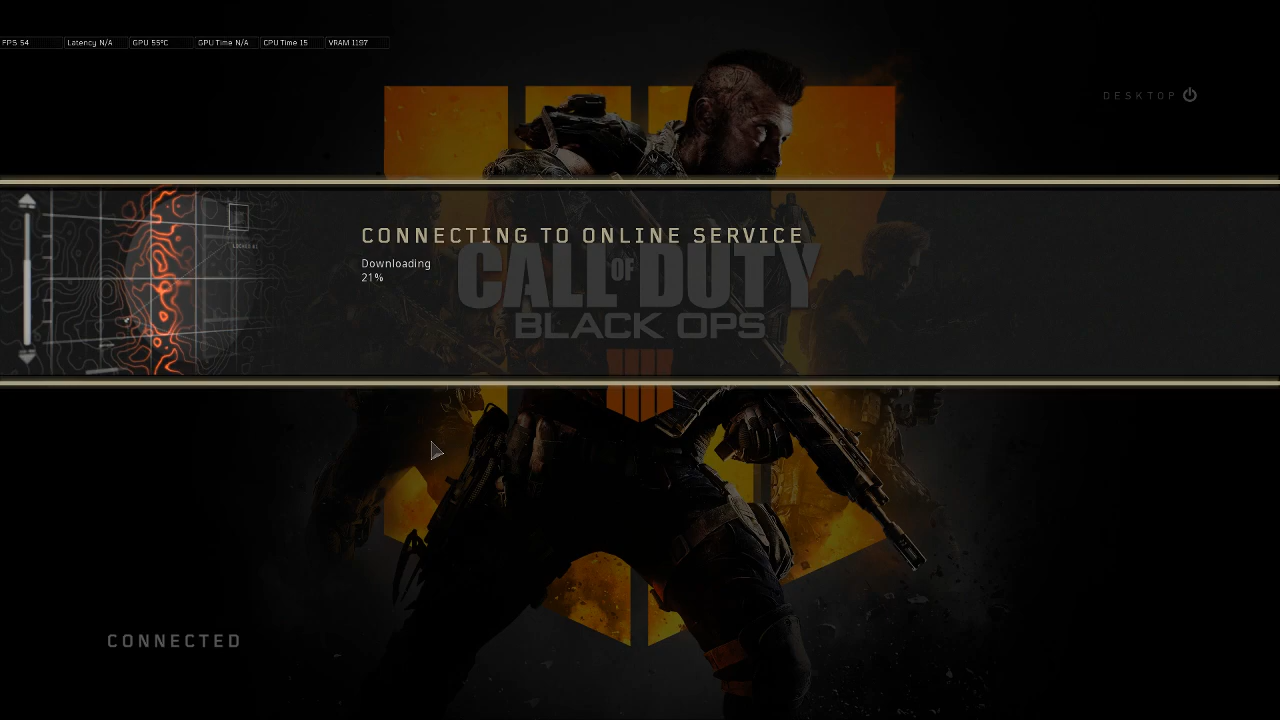 FPS 54 Latency N/A GPU 55°C GPU Time N/A CPU Time 15 VRAM 1197
DESKTOP
CONNECTING TO ONLINE SERVICE
Downloading
21%
CALL OF DUTY
BLACK OPS
IIII
CONNECTED